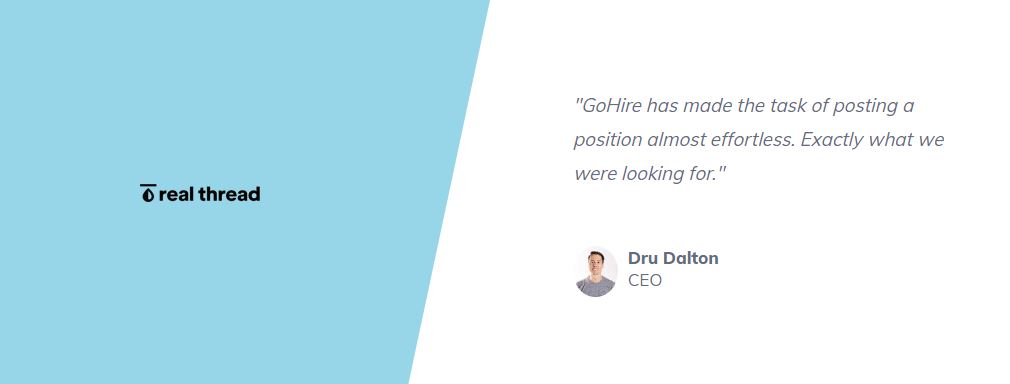 real thread
"GoHire has made the task of posting a
position almost effortless. Exactly what we
were looking for."
Dru Dalton
CEO